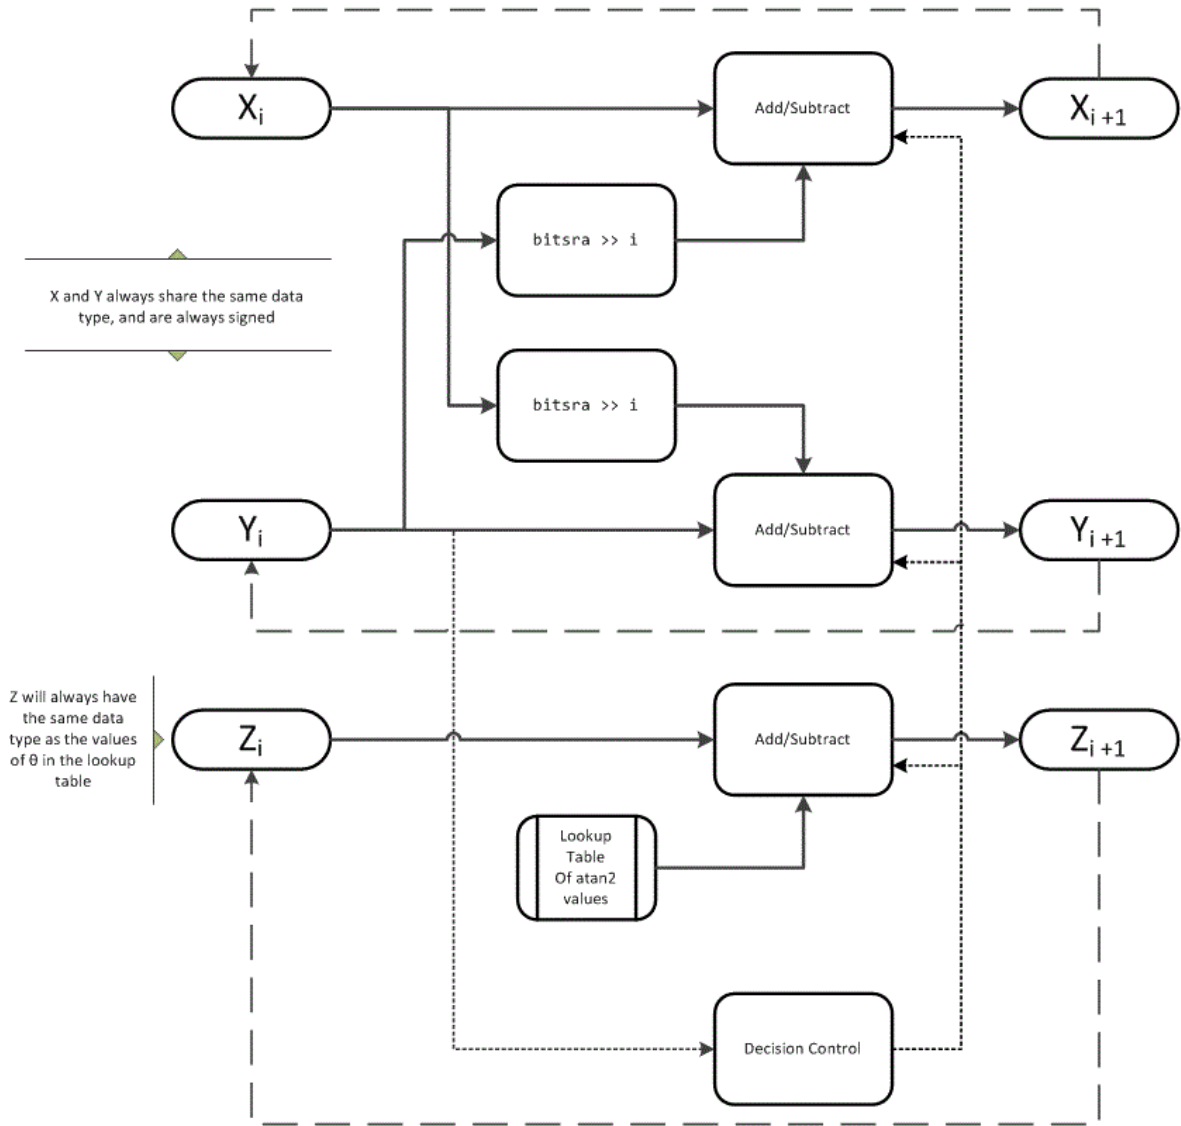 Xi
Add/Subtract
Xi +1
bitsra >> i
X and Y always share the same data
type, and are always signed
bitsra >> i
Yi
Add/Subtract
Yi +1
Z will always have
the same data
type as the values
of θ in the lookup
table
Zi
Add/Subtract
Zi +1
Lookup
Table
Of atan2
values
Decision Control